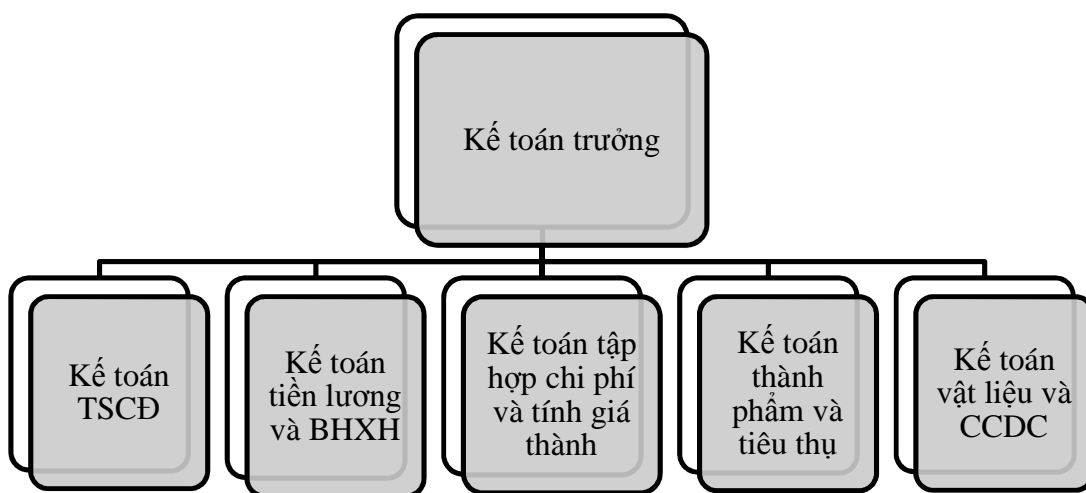 Kế toán trưởng
Kế toán
TSCĐ
Kế toán
tiền lương
và BHXH
Kế toán tập
hợp chi phí
và tính giá
thành
Kế toán
thành
phẩm và
tiêu thụ
Kế toán
vật liệu và
CCDC